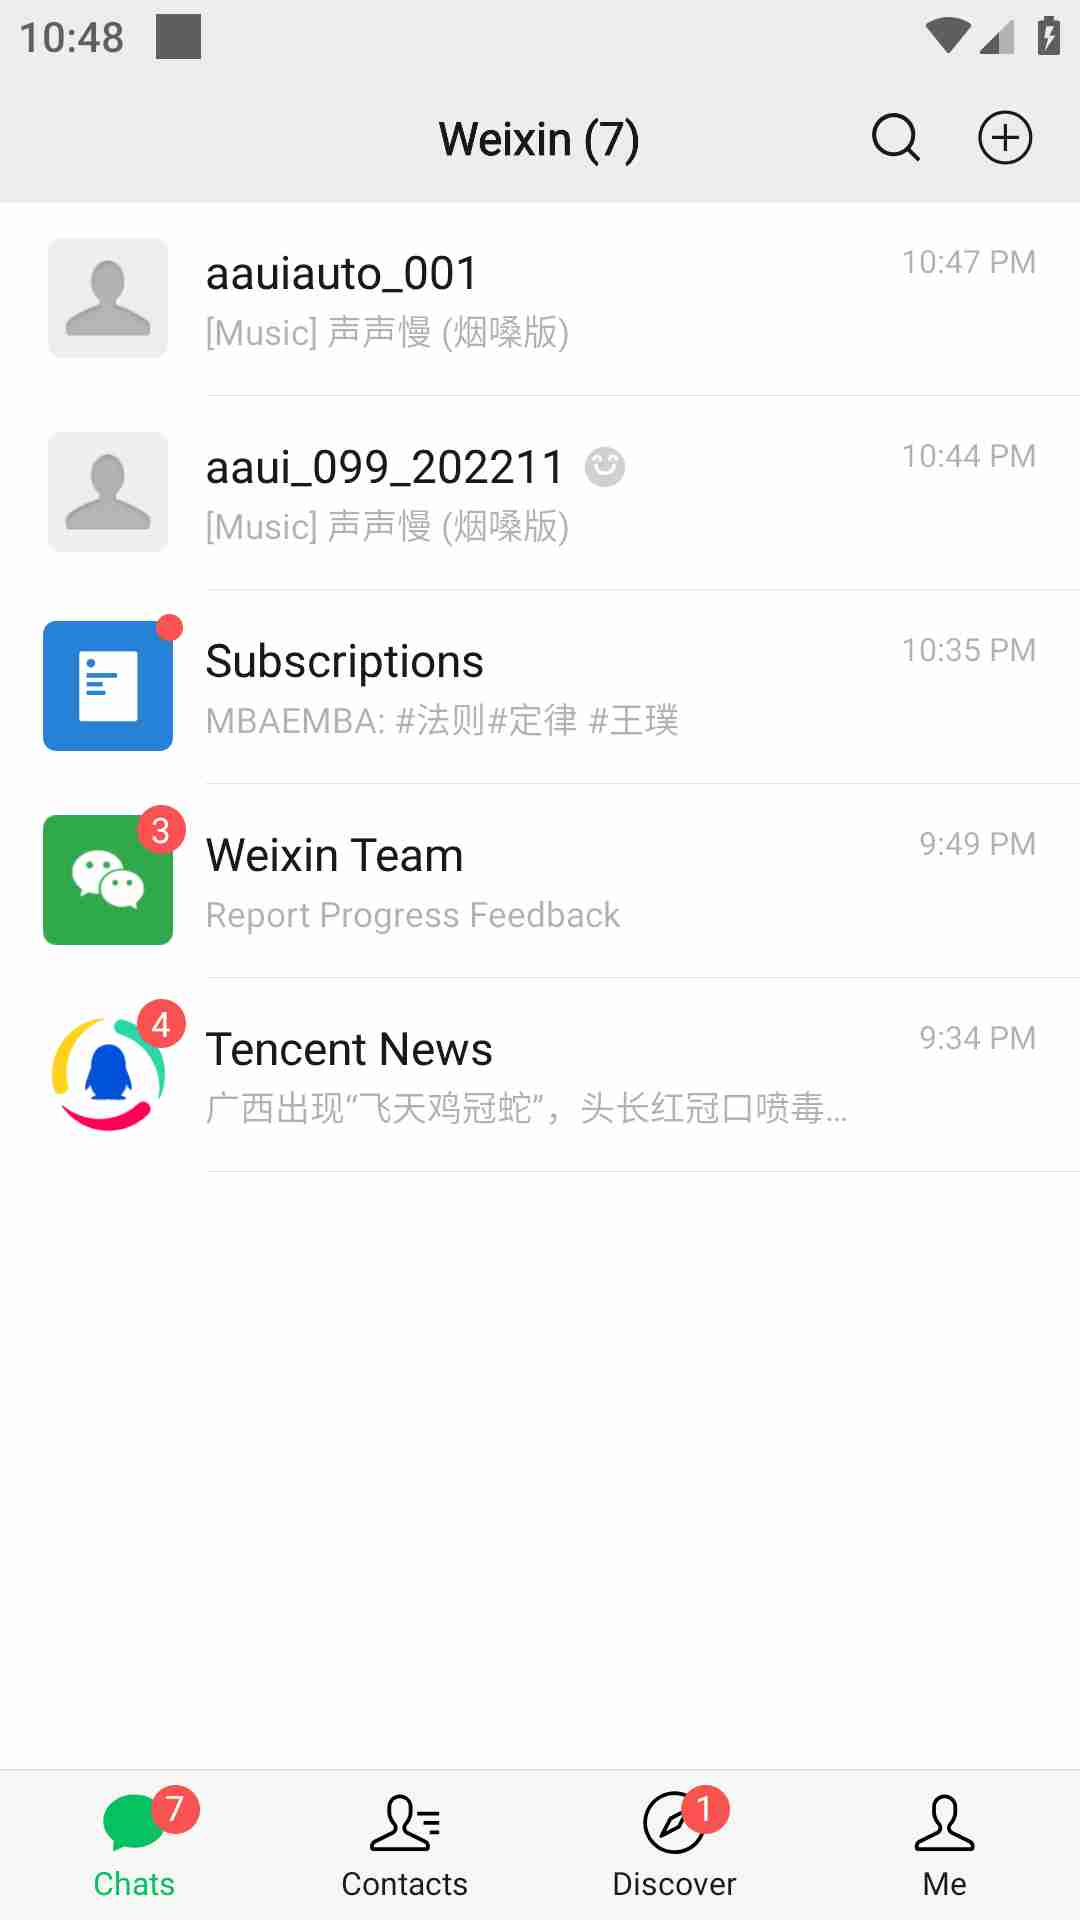 10:48
Weixin (7)
aauiauto_001
10:47 PM
[Music] 声声慢 (烟嗓版)
aaui_099_202211
10:44 PM
[Music] 声声慢 (烟嗓版)
Subscriptions
10:35 PM
MBAEMBA: #法则#定律 #王璞
3
Weixin Team
9:49 PM
Report Progress Feedback
4
Tencent News
9:34 PM
广西出现“飞天鸡冠蛇”，头长红冠口喷毒...
7
1
Chats
Contacts
Discover
Me